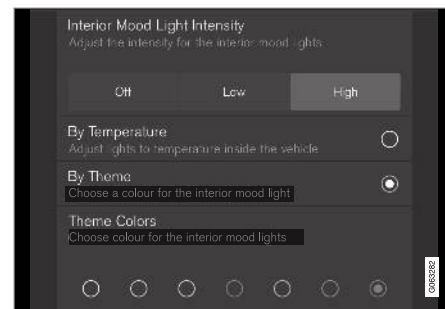 Interior Mood Light Intensity
Adjust the intensity for the interior mood lights
Off Low High
By Temperature
Adjust lights to temperature inside the vehicle
By Theme
Choose a colour for the interior mood light
Theme Colors
Choose colour for the interior mood lights
G063282